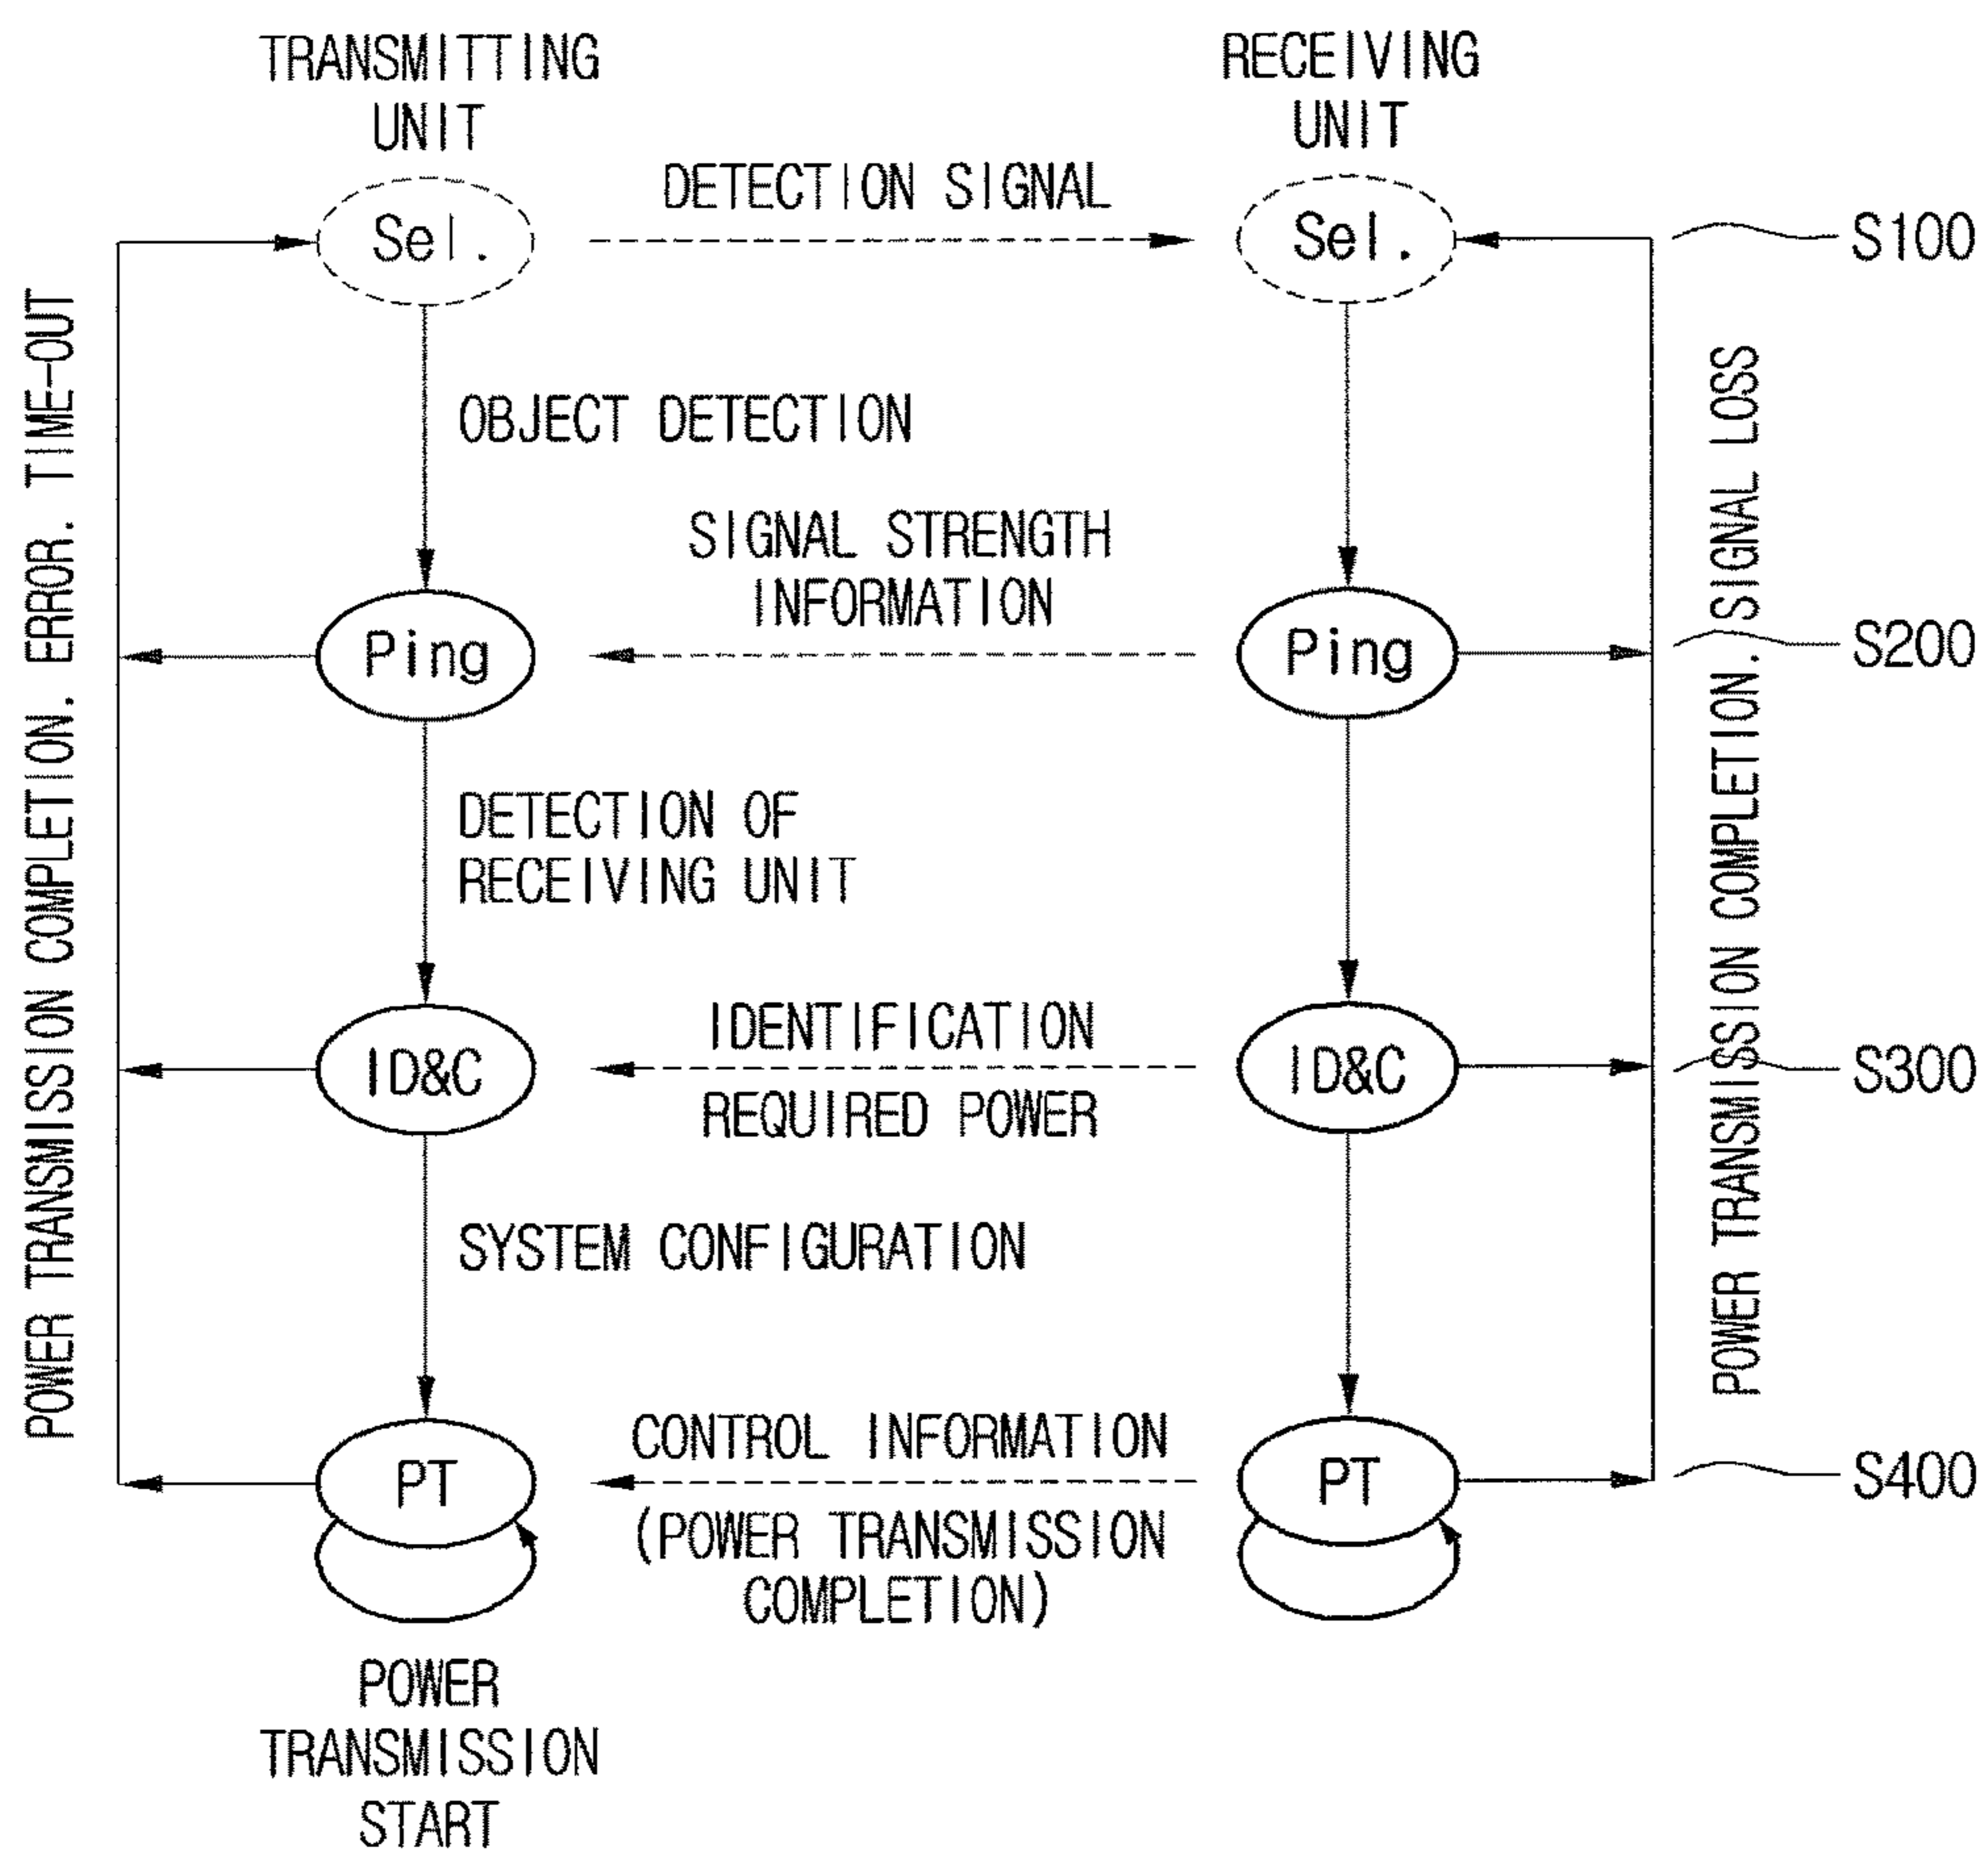 TRANSMITTING
UNIT
RECEIVING
UNIT
DETECTION SIGNAL
Sel.
Sel.
S100
OBJECT DETECTION
SIGNAL STRENGTH
INFORMATION
Ping
Ping
S200
DETECTION OF
RECEIVING UNIT
IDENTIFICATION
ID&C
ID&C
REQUIRED POWER
S300
SYSTEM CONFIGURATION
CONTROL INFORMATION
PT
PT
S400
(POWER TRANSMISSION
COMPLETION)
POWER
TRANSMISSION
START
POWER TRANSMISSION COMPLETION. ERROR. TIME-OUT
POWER TRANSMISSION COMPLETION. SIGNAL LOSS